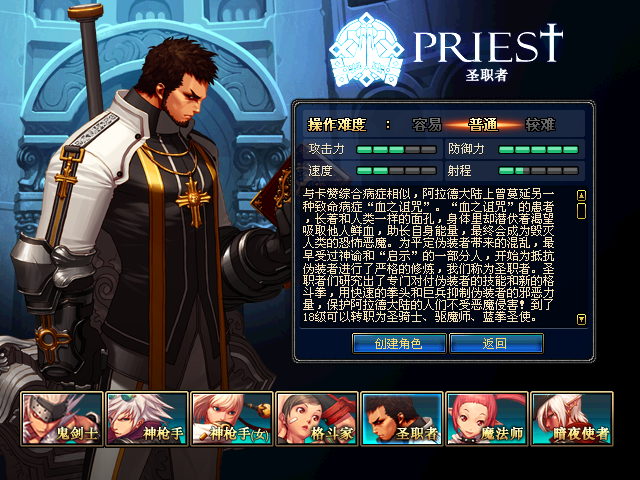 PRIEST
圣职者
操作难度 : 容易 普通 较难
攻击力 防御力
速度 射程
与卡赞综合病症相似，阿拉德大陆上曾蔓延另一
种致命病症“血之诅咒”。“血之诅咒”的患者
，长着和人类一样的面孔，身体里却潜伏着渴望
吸取他人鲜血，助长自身能量，最终会成为毁灭
人类的恐怖恶魔。为平定伪装者带来的混乱，最
早受过神谕和“启示”的一部分人，开始为抵抗
伪装者进行了严格的修炼，我们称为圣职者。圣
职者们研究出了专门对付伪装者的技能和新的格
斗拳，用快速的拳头和巨兵抑制伪装者的邪恶力
量，保护阿拉德大陆的人们不受恶魔侵害！到了
18级可以转职为圣骑士、驱魔师、蓝拳圣使。
创建角色 返回
鬼剑士 神枪手 神枪手(女) 格斗家 圣职者 魔法师 暗夜使者